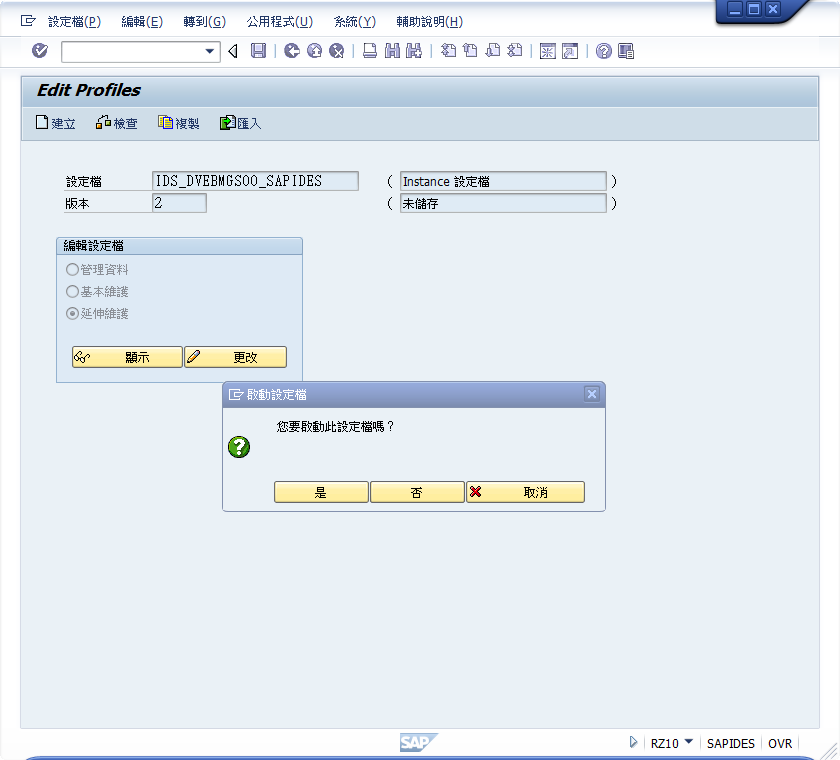 設定檔(P) 編輯(E) 轉到(G) 公用程式(U) 系統(Y) 輔助說明(H)
Edit Profiles
建立 檢查 複製 匯入
設定檔 IDS_DVEBMGS00_SAPIDES ( Instance 設定檔 )
版本 2 ( 未儲存 )
編輯設定檔
管理資料
基本維護
延伸維護
顯示 更改
啟動設定檔
您要啟動此設定檔嗎？
是 否 取消
SAP RZ10 SAPIDES OVR